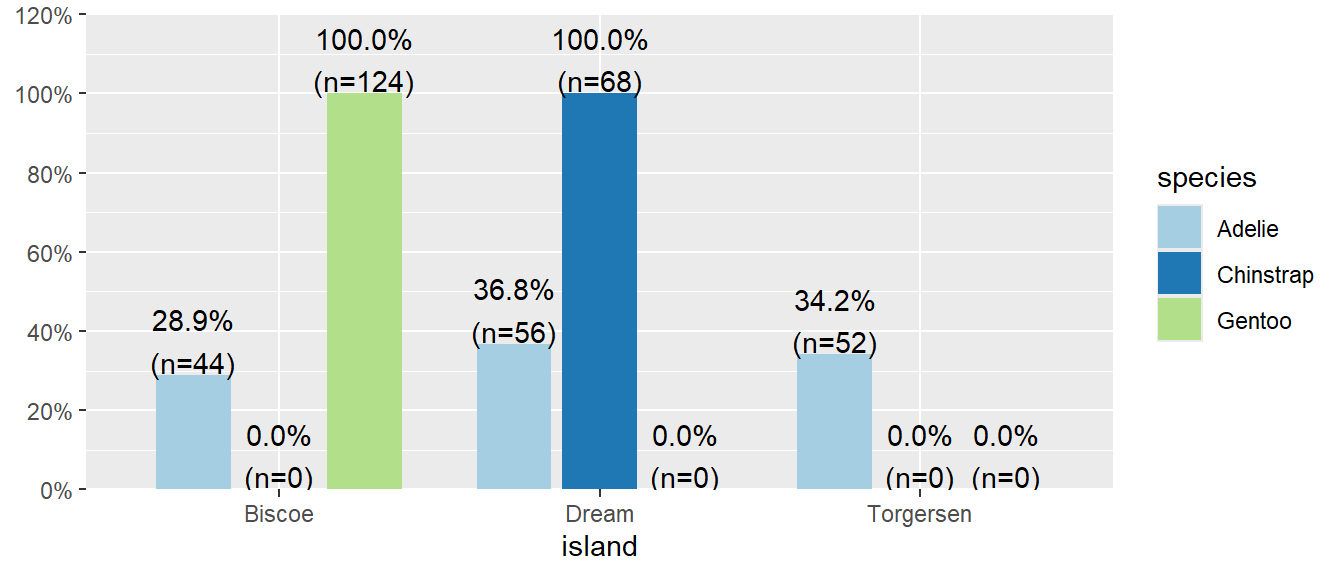 120%
100%
80%
60%
40%
20%
0%
28.9%
(n=44)
0.0%
(n=0)
100.0%
(n=124)
36.8%
(n=56)
100.0%
(n=68)
0.0%
(n=0)
34.2%
(n=52)
0.0%
(n=0)
0.0%
(n=0)
Biscoe
Dream
Torgersen
island
species
Adelie
Chinstrap
Gentoo